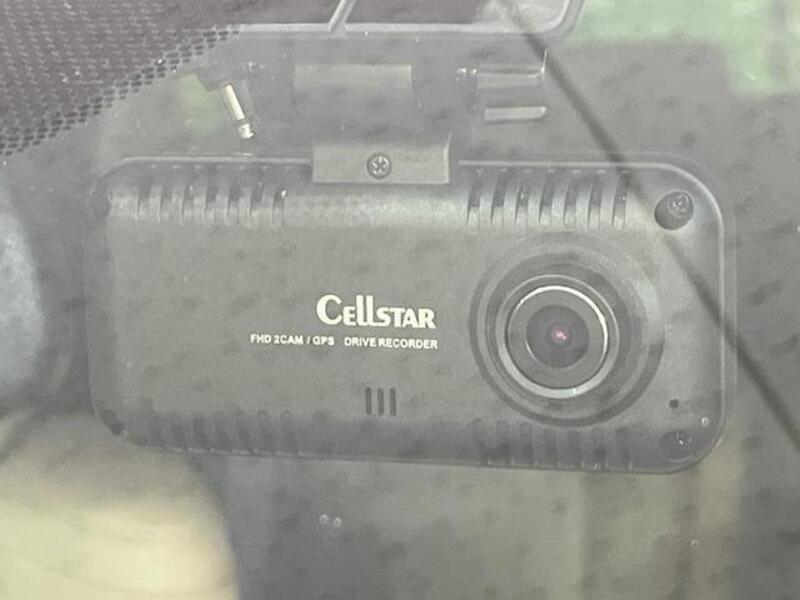 CELLSTAR
FHD 2CAM / GPS DRIVE RECORDER